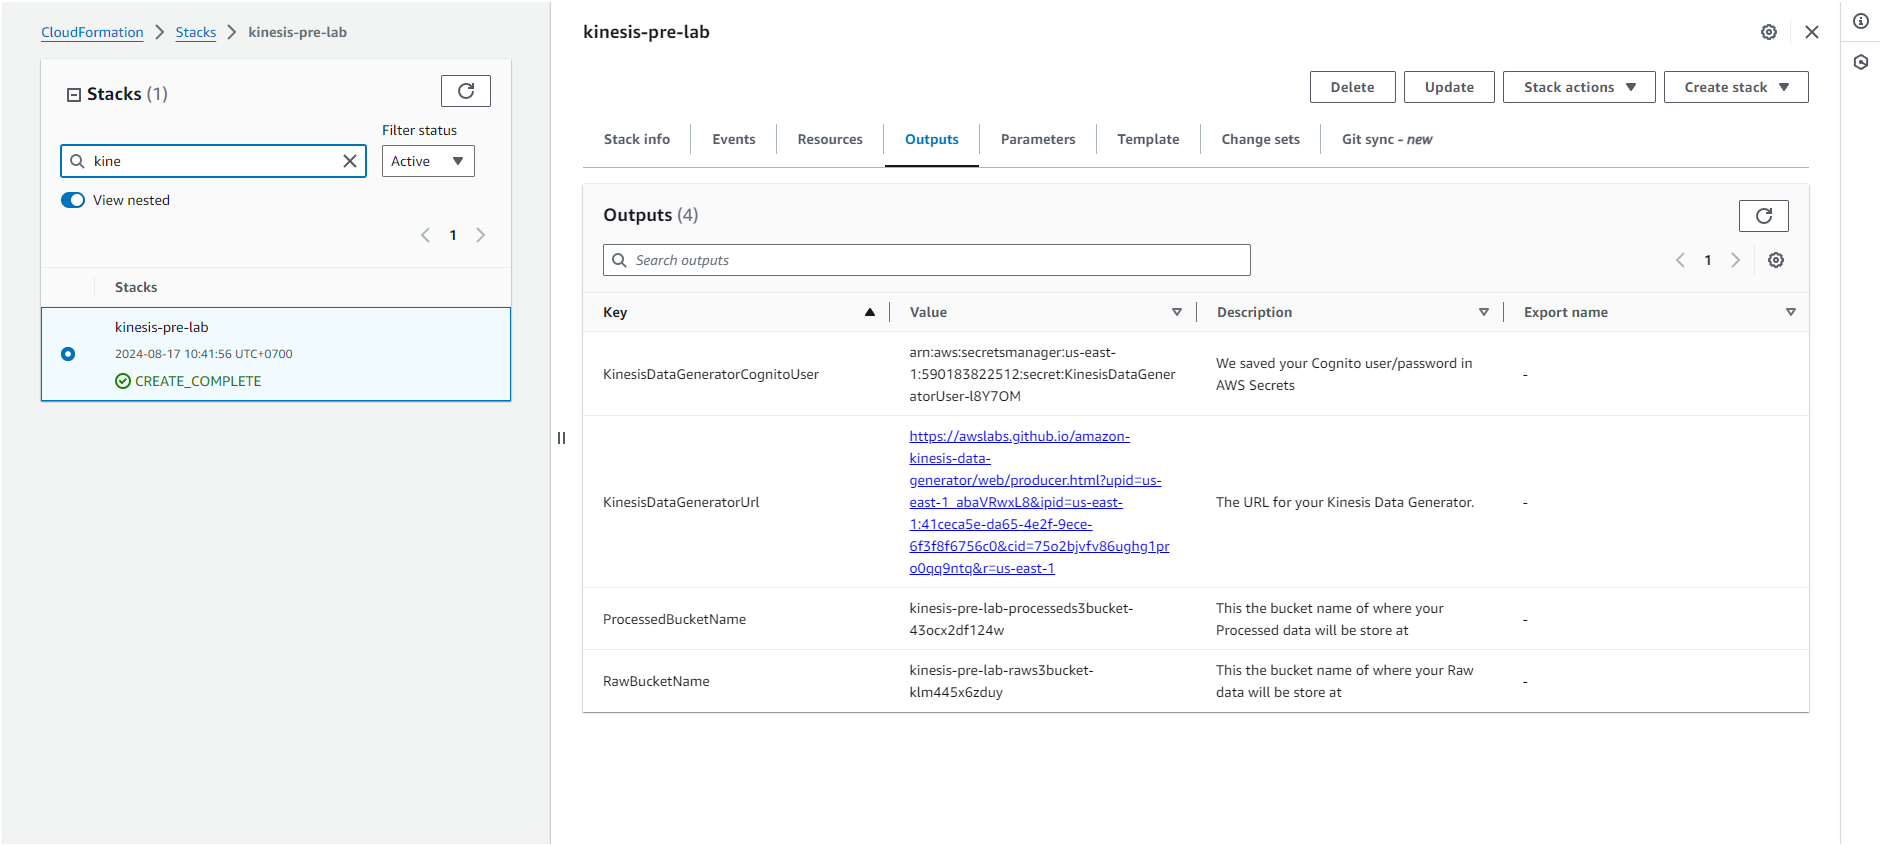 CloudFormation
Stacks
kinesis-pre-lab
Stacks (1)
Filter status
kine
Active
View nested
1
Stacks
kinesis-pre-lab
2024-08-17 10:41:56 UTC+0700
CREATE_COMPLETE
kinesis-pre-lab
Delete
Update
Stack actions
Create stack
Stack info
Events
Resources
Outputs
Parameters
Template
Change sets
Git sync - new
Outputs (4)
Search outputs
1
Key
Value
Description
Export name
KinesisDataGeneratorCognitoUser
arn:aws:secretsmanager:us-east-
1:590183822512:secret:KinesisDataGener
atorUser-l8Y7OM
We saved your Cognito user/password in
AWS Secrets
-
KinesisDataGeneratorUrl
https://awslabs.github.io/amazon-
kinesis-data-
generator/web/producer.html?upid=us-
east-1_abaVRwxL8&ipid=us-east-
1:41ceca5e-da65-4e2f-9ece-
6f3f8f6756c0&cid=75o2bjvfv86ughg1pr
o0qq9ntq&r=us-east-1
The URL for your Kinesis Data Generator.
-
ProcessedBucketName
kinesis-pre-lab-processeds3bucket-
43ocx2df124w
This the bucket name of where your
Processed data will be store at
-
RawBucketName
kinesis-pre-lab-raws3bucket-
klm445x6zduy
This the bucket name of where your Raw
data will be store at
-